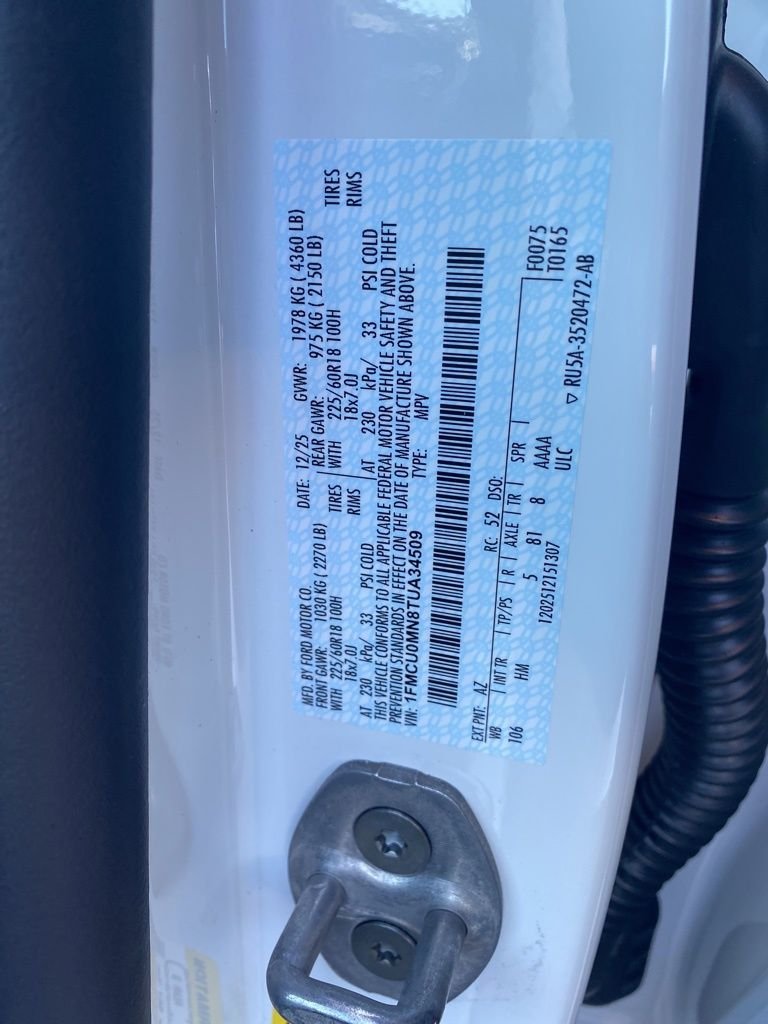 MFD. BY FORD MOTOR CO.
DATE: 12/25 GVWR: 1978 KG ( 4360 LB)
FRONT GAWR: 1030 KG ( 2270 LB) REAR GAWR: 975 KG ( 2150 LB)
WITH 225/60R18 100H TIRES WITH 225/60R18 100H TIRES
18x7.0J RIMS 18x7.0J RIMS
AT 230 kPa/ 33 PSI COLD AT 230 kPa/ 33 PSI COLD
THIS VEHICLE CONFORMS TO ALL APPLICABLE FEDERAL MOTOR VEHICLE SAFETY AND THEFT
PREVENTION STANDARDS IN EFFECT ON THE DATE OF MANUFACTURE SHOWN ABOVE.
VIN: 1FMCU0MN8TUA34509 TYPE: MPV
EXT PNT: AZ RC: 52 DSO:
WB INT TR TP/PS R AXLE TR SPR F0075
106 HM 5 81 8 AAAA T0165
1202512151307 ULC
▽ RU5A-3520472-AB